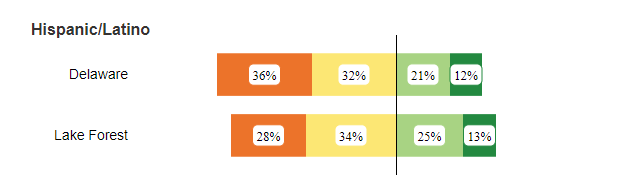 Hispanic/Latino
Delaware 36% 32% 21% 12%
Lake Forest 28% 34% 25% 13%